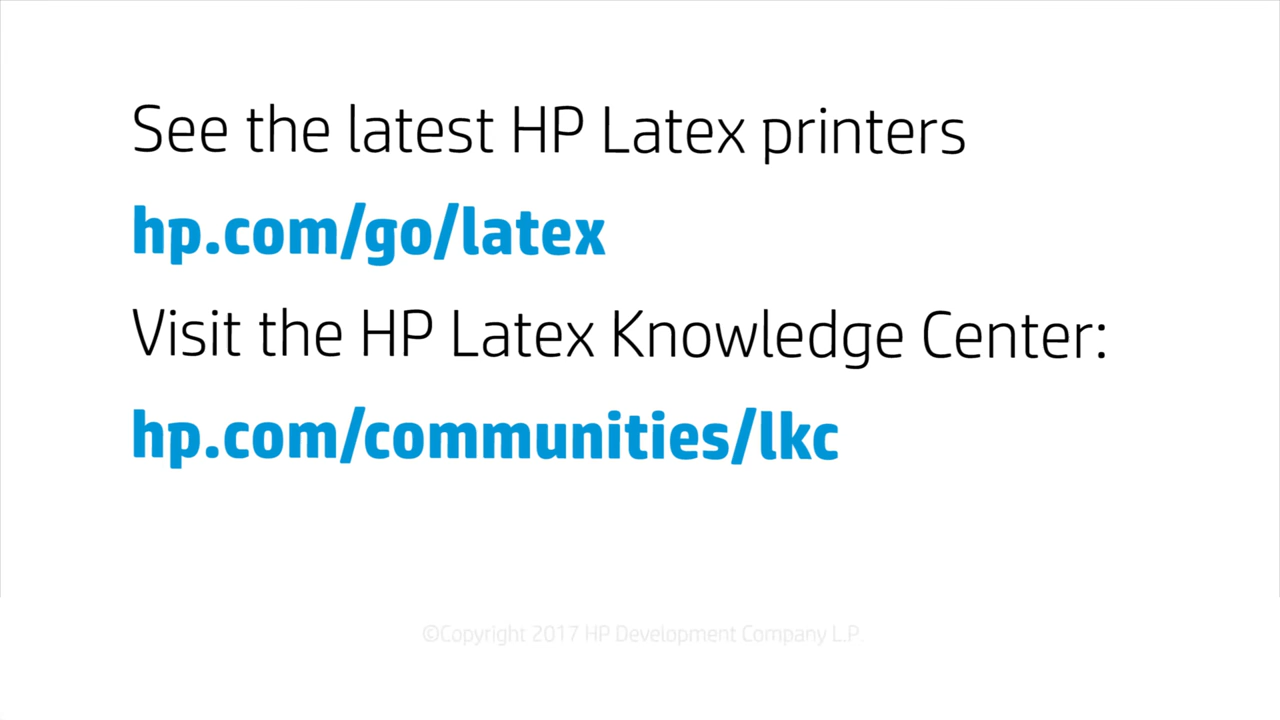 See the latest HP Latex printers
hp.com/go/latex
Visit the HP Latex Knowledge Center:
hp.com/communities/lkc
©Copyright 2017 HP Development Company L.P.